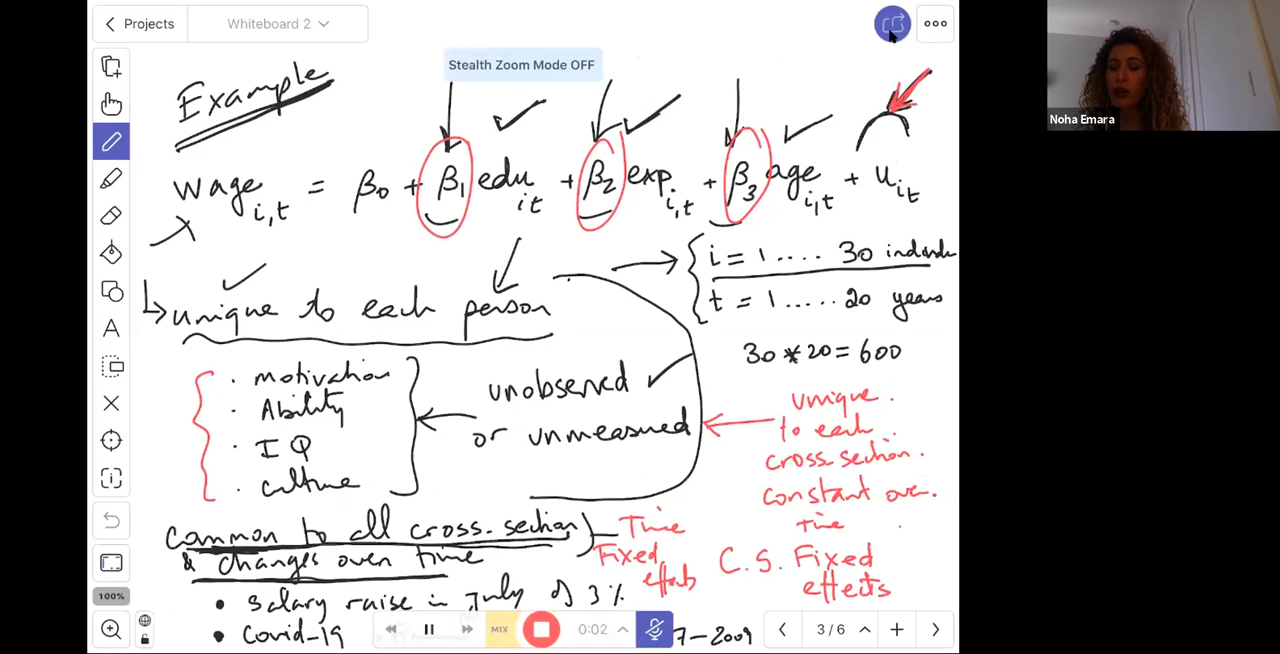 Projects
Whiteboard 2
Stealth Zoom Mode OFF
Example
Noha Emara
wage i,t = β0 + β1 edu it + β2 exp. i,t + β3 age i,t + u it
i = 1 .... 30
t = 1 ..... 20 years
unique to each person
30 * 20 = 600
. motivation
. Ability
. IQ
. culture
unobserved
or unmeasured
unique.
to each.
cross section.
constant over.
time
C.S. Fixed
effects
common to all cross-section
& changes over time
Time
Fixed
effects
• Salary raise in July of 3%
• Covid-19
7-2009
100%
MIX
0:02
3/6